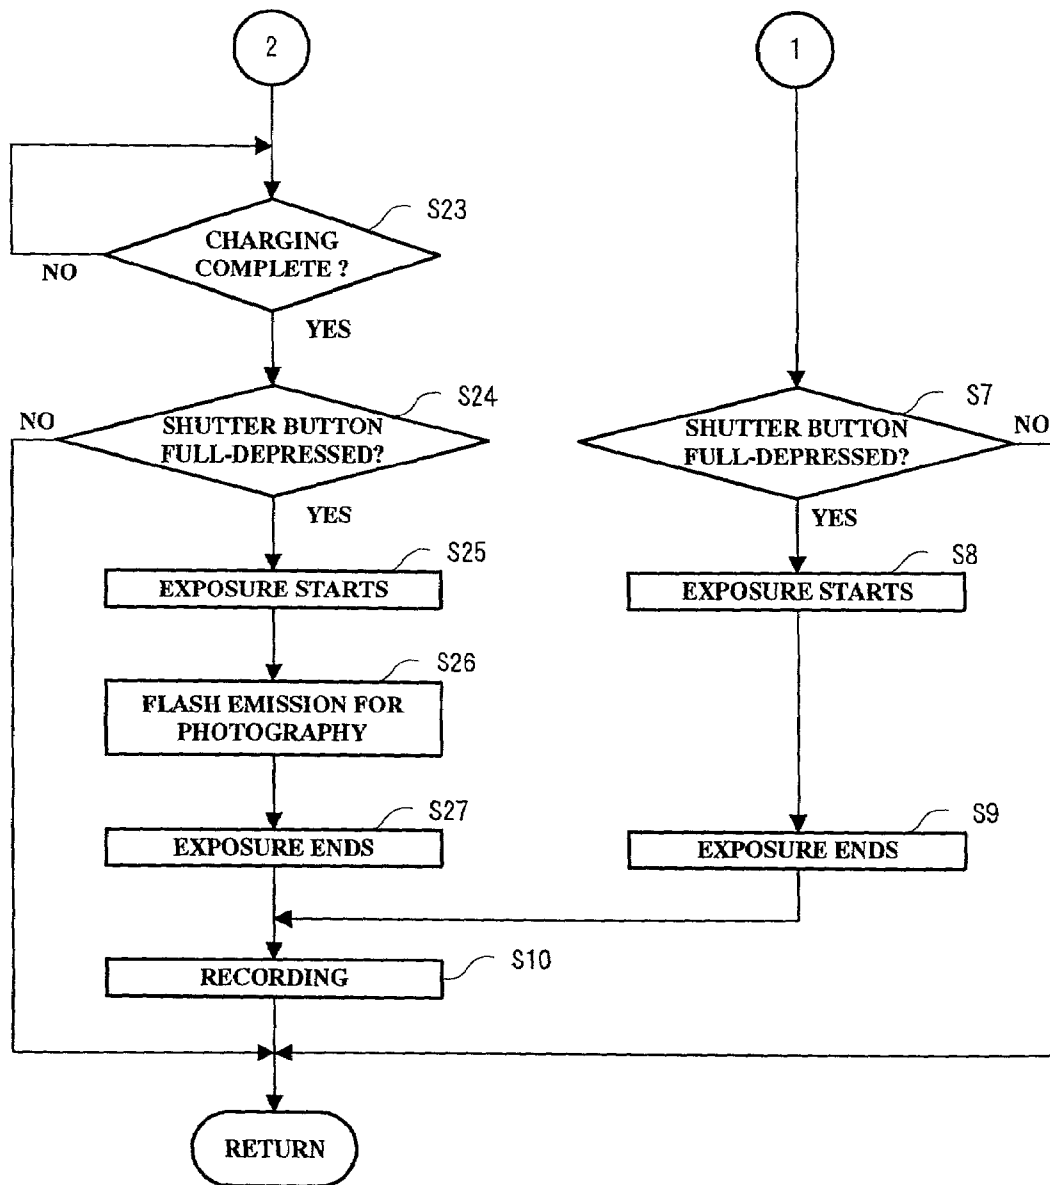 2
1
S23
CHARGING
COMPLETE ?
NO
YES
S24
NO
SHUTTER BUTTON
FULL-DEPRESSED?
YES
S7
SHUTTER BUTTON
FULL-DEPRESSED?
NO
YES
S25
EXPOSURE STARTS
S8
EXPOSURE STARTS
S26
FLASH EMISSION FOR
PHOTOGRAPHY
S27
EXPOSURE ENDS
S9
EXPOSURE ENDS
S10
RECORDING
RETURN